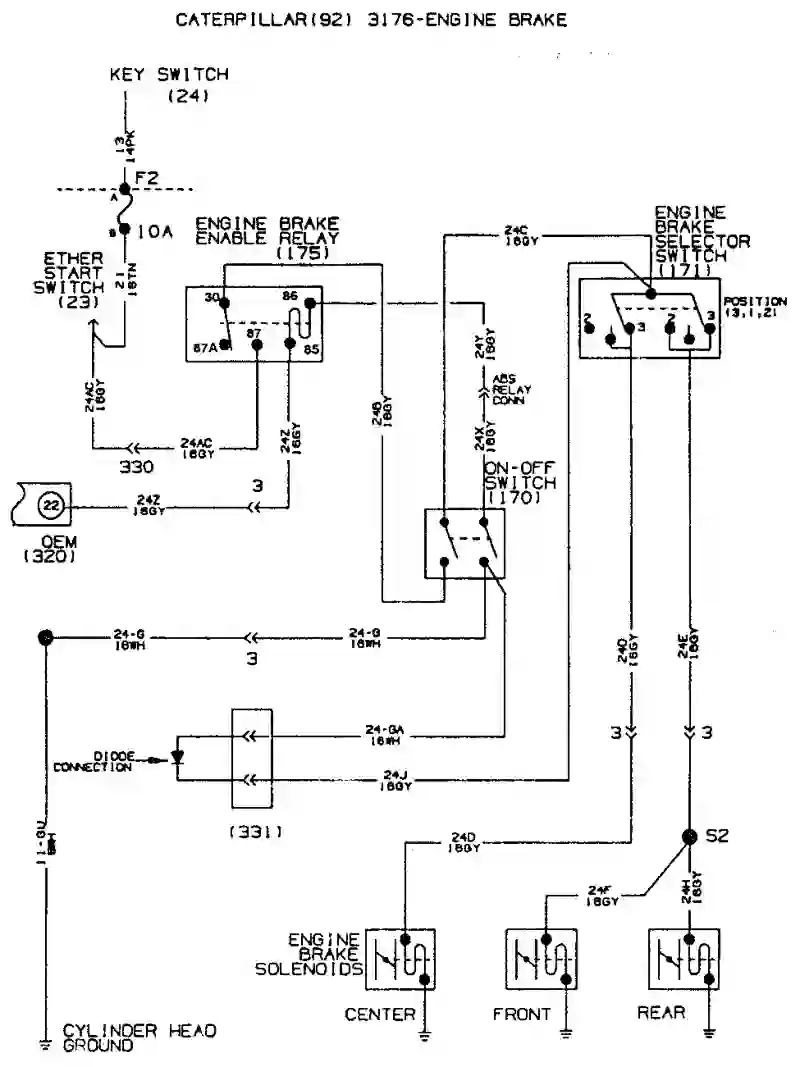 CATERPILLAR(92) 3176-ENGINE BRAKE
KEY SWITCH
(24)
13
14PK
F2
A
B
10A
21
18TN
ETHER
START
SWITCH
(23)
ENGINE BRAKE
ENABLE RELAY
(175)
30
86
87
87A
85
24C
16GY
ENGINE
BRAKE
SELECTOR
SWITCH
(171)
POSITION
(3,1,2)
2
3
2
3
24Y
16GY
ABS
RELAY
CONN
24X
16GY
24B
16GY
24AC
16GY
24AC
16GY
330
24Z
16GY
ON-OFF
SWITCH
(170)
22
24Z
16GY
3
OEM
(320)
24-G
16WH
3
24-G
16WH
24D
16GY
24E
16GY
3
3
24-GA
16WH
DIODE
CONNECTION
24J
16GY
(331)
24D
16GY
S2
24F
16GY
24H
16GY
ENGINE
BRAKE
SOLENOIDS
CENTER
FRONT
REAR
CYLINDER HEAD
GROUND